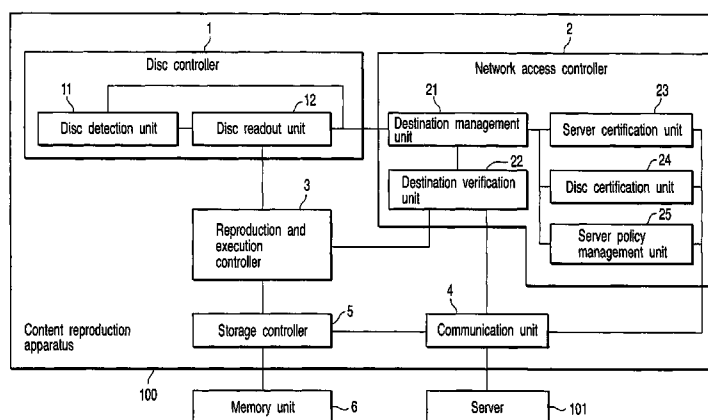 1
2
Disc controller
Network access controller
11
12
21
23
Disc detection unit
Disc readout unit
Destination management
unit
Server certification unit
22
24
Destination verification
unit
Disc certification unit
3
25
Reproduction and
execution
controller
Server policy
management unit
5
4
Content reproduction
apparatus
Storage controller
Communication unit
100
Memory unit
6
Server
101